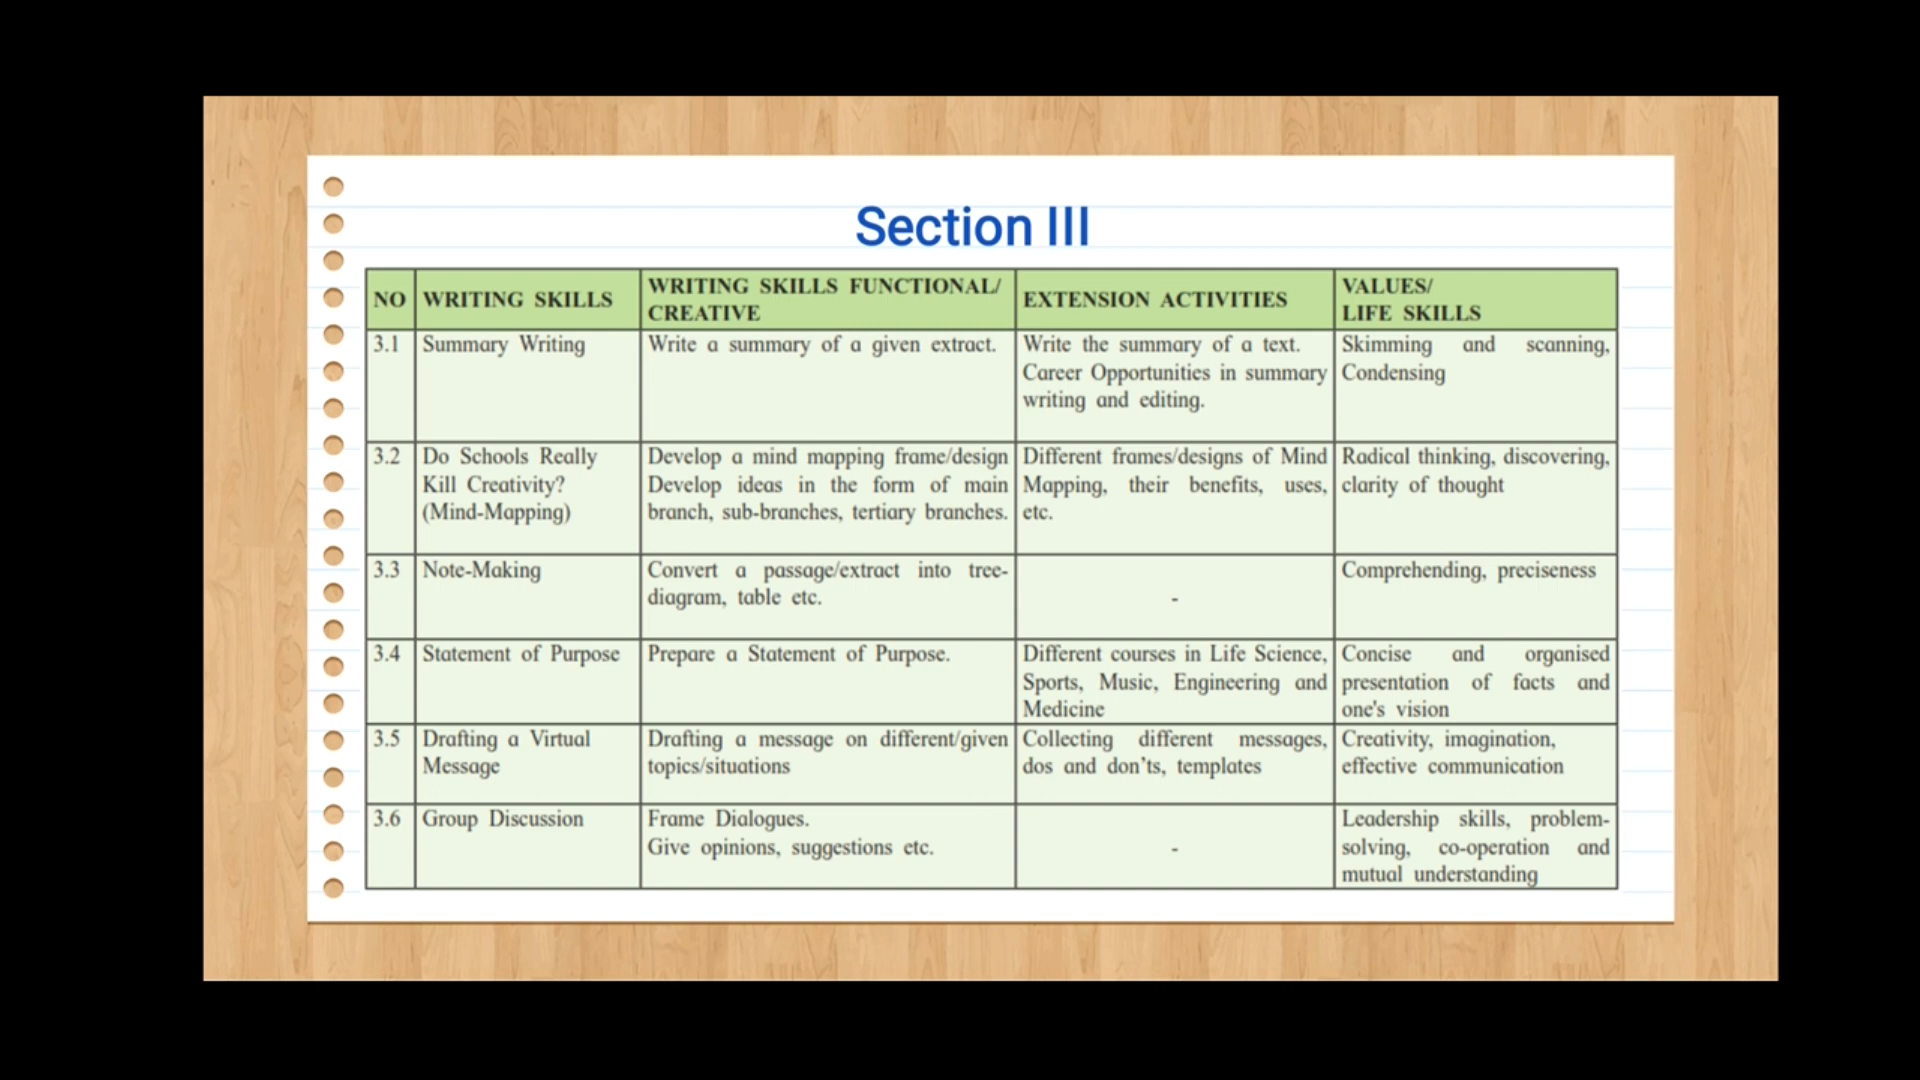 Section III
NO
WRITING SKILLS
WRITING SKILLS FUNCTIONAL/
CREATIVE
EXTENSION ACTIVITIES
VALUES/
LIFE SKILLS
3.1
Summary Writing
Write a summary of a given extract.
Write the summary of a text.
Career Opportunities in summary
writing and editing.
Skimming and scanning,
Condensing
3.2
Do Schools Really
Kill Creativity?
(Mind-Mapping)
Develop a mind mapping frame/design
Develop ideas in the form of main
branch, sub-branches, tertiary branches.
Different frames/designs of Mind
Mapping, their benefits, uses,
etc.
Radical thinking, discovering,
clarity of thought
3.3
Note-Making
Convert a passage/extract into tree-
diagram, table etc.
-
Comprehending, preciseness
3.4
Statement of Purpose
Prepare a Statement of Purpose.
Different courses in Life Science,
Sports, Music, Engineering and
Medicine
Concise and organised
presentation of facts and
one's vision
3.5
Drafting a Virtual
Message
Drafting a message on different/given
topics/situations
Collecting different messages,
dos and don’ts, templates
Creativity, imagination,
effective communication
3.6
Group Discussion
Frame Dialogues.
Give opinions, suggestions etc.
-
Leadership skills, problem-
solving, co-operation and
mutual understanding